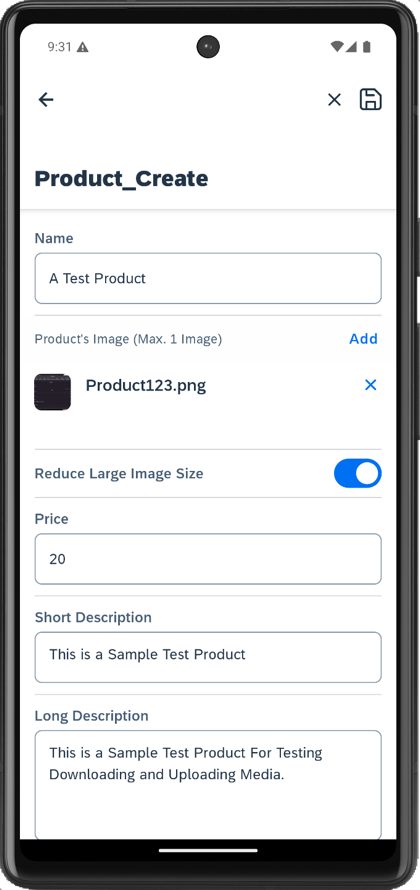 9:31
Product_Create
Name
A Test Product
Product's Image (Max. 1 Image)
Add
Product123.png
Reduce Large Image Size
Price
20
Short Description
This is a Sample Test Product
Long Description
This is a Sample Test Product For Testing
Downloading and Uploading Media.